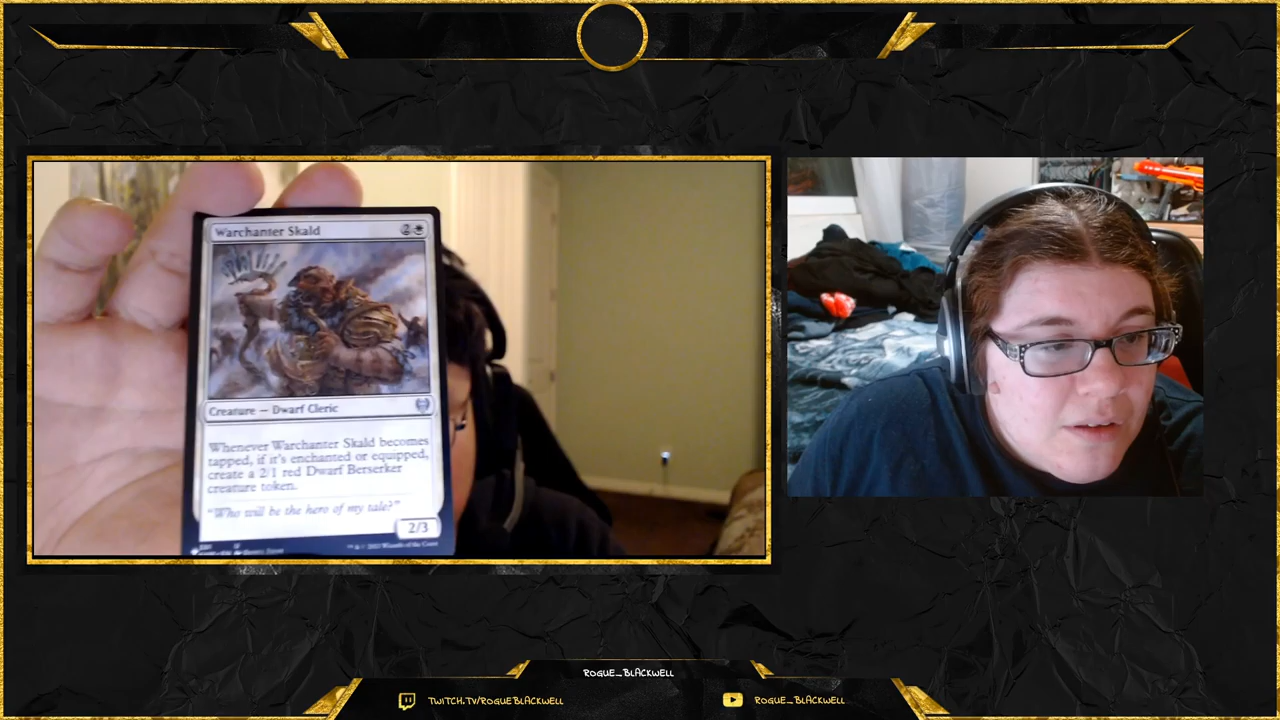 Warchanter Skald
Creature — Dwarf Cleric
Whenever Warchanter Skald becomes
tapped, if it's enchanted or equipped,
create a 2/1 red Dwarf Berserker
creature token.
"Who will be the hero of my tale?"
2/3
ROGUE_BLACKWELL
TWITCH.TV/ROGUEBLACKWELL
ROGUE_BLACKWELL